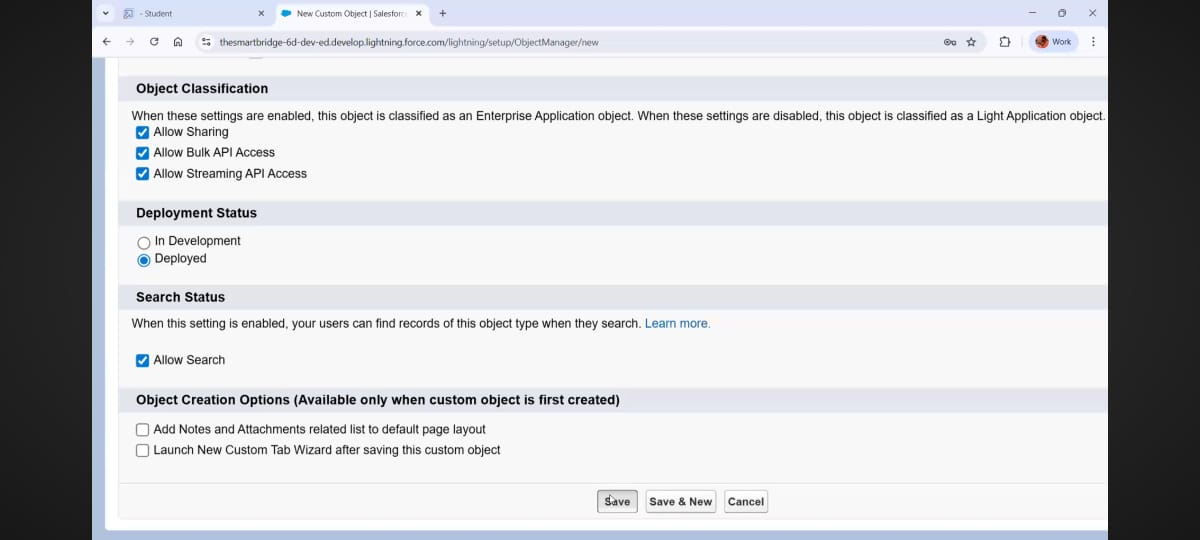 - Student
New Custom Object | Salesforc
thesmartbridge-6d-dev-ed.develop.lightning.force.com/lightning/setup/ObjectManager/new
Work
Object Classification
When these settings are enabled, this object is classified as an Enterprise Application object. When these settings are disabled, this object is classified as a Light Application object.
Allow Sharing
Allow Bulk API Access
Allow Streaming API Access
Deployment Status
In Development
Deployed
Search Status
When this setting is enabled, your users can find records of this object type when they search. Learn more.
Allow Search
Object Creation Options (Available only when custom object is first created)
Add Notes and Attachments related list to default page layout
Launch New Custom Tab Wizard after saving this custom object
Save Save & New Cancel